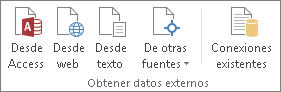 Desde Desde Desde De otras Conexiones
Access web texto fuentes existentes
Obtener datos externos